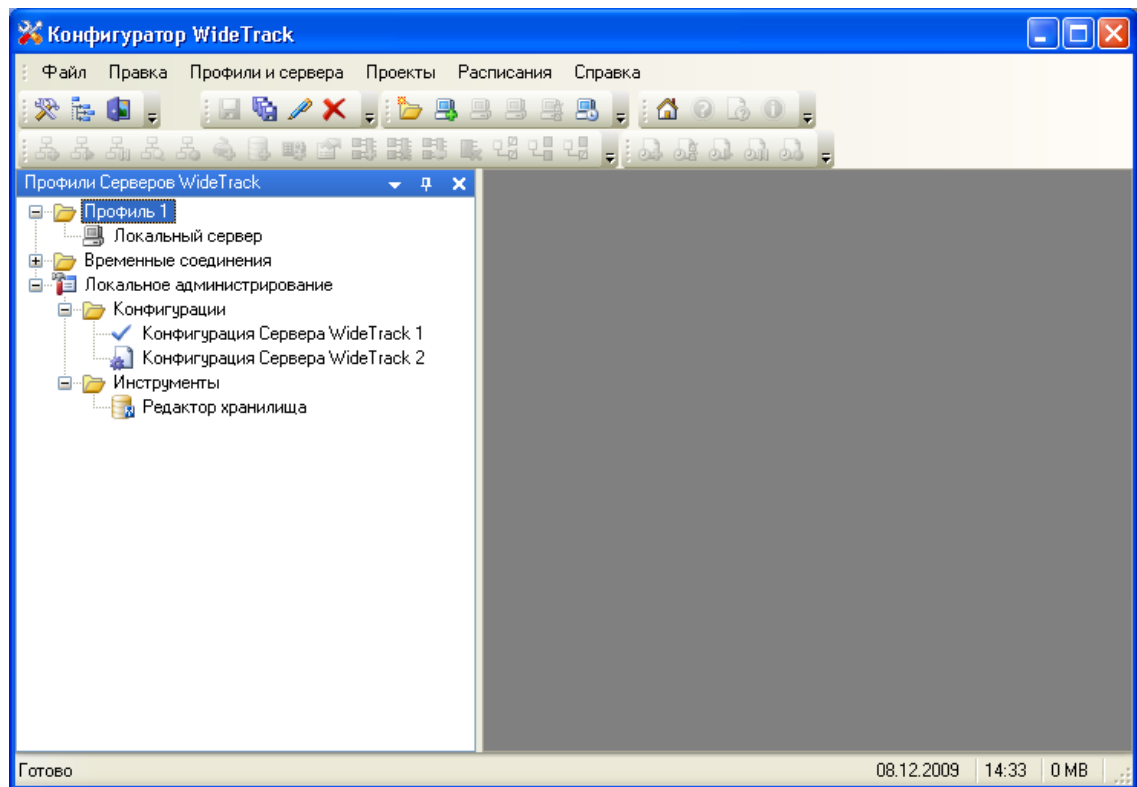 Конфигуратор WideTrack
Файл Правка Профили и сервера Проекты Расписания Справка
Профили Серверов WideTrack
Профиль 1
Локальный сервер
Временные соединения
Локальное администрирование
Конфигурации
Конфигурация Сервера WideTrack 1
Конфигурация Сервера WideTrack 2
Инструменты
Редактор хранилища
Готово 08.12.2009 14:33 0 MB